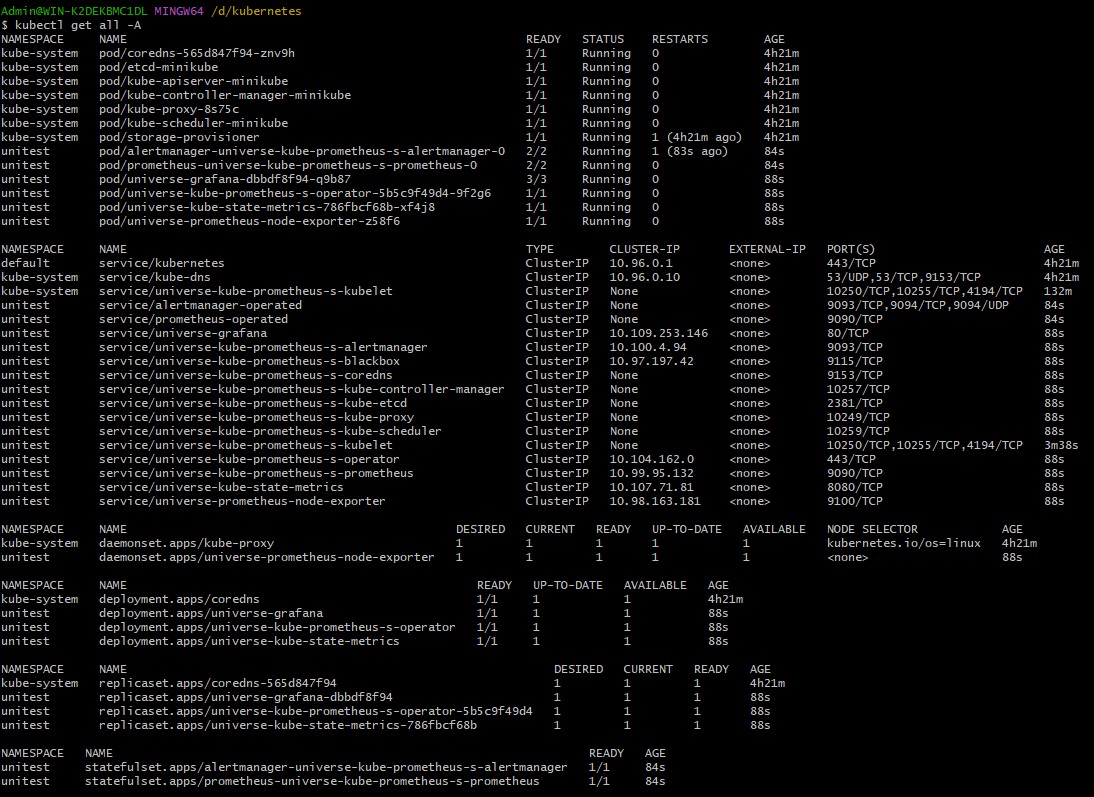 Admin@WIN-K2DEKBMC1DL MINGW64 /d/kubernetes
$ kubectl get all -A
NAMESPACE NAME READY STATUS RESTARTS AGE
kube-system pod/coredns-565d847f94-znv9h 1/1 Running 0 4h21m
kube-system pod/etcd-minikube 1/1 Running 0 4h21m
kube-system pod/kube-apiserver-minikube 1/1 Running 0 4h21m
kube-system pod/kube-controller-manager-minikube 1/1 Running 0 4h21m
kube-system pod/kube-proxy-8s75c 1/1 Running 0 4h21m
kube-system pod/kube-scheduler-minikube 1/1 Running 0 4h21m
kube-system pod/storage-provisioner 1/1 Running 1 (4h21m ago) 4h21m
unitest pod/alertmanager-universe-kube-prometheus-s-alertmanager-0 2/2 Running 1 (83s ago) 84s
unitest pod/prometheus-universe-kube-prometheus-s-prometheus-0 2/2 Running 0 84s
unitest pod/universe-grafana-dbbdf8f94-q9b87 3/3 Running 0 88s
unitest pod/universe-kube-prometheus-s-operator-5b5c9f49d4-9f2g6 1/1 Running 0 88s
unitest pod/universe-kube-state-metrics-786fbcf68b-xf4j8 1/1 Running 0 88s
unitest pod/universe-prometheus-node-exporter-z58f6 1/1 Running 0 88s
NAMESPACE NAME TYPE CLUSTER-IP EXTERNAL-IP PORT(S) AGE
default service/kubernetes ClusterIP 10.96.0.1 <none> 443/TCP 4h21m
kube-system service/kube-dns ClusterIP 10.96.0.10 <none> 53/UDP,53/TCP,9153/TCP 4h21m
kube-system service/universe-kube-prometheus-s-kubelet ClusterIP None <none> 10250/TCP,10255/TCP,4194/TCP 132m
unitest service/alertmanager-operated ClusterIP None <none> 9093/TCP,9094/TCP,9094/UDP 84s
unitest service/prometheus-operated ClusterIP None <none> 9090/TCP 84s
unitest service/universe-grafana ClusterIP 10.109.253.146 <none> 80/TCP 88s
unitest service/universe-kube-prometheus-s-alertmanager ClusterIP 10.100.4.94 <none> 9093/TCP 88s
unitest service/universe-kube-prometheus-s-blackbox ClusterIP 10.97.197.42 <none> 9115/TCP 88s
unitest service/universe-kube-prometheus-s-coredns ClusterIP None <none> 9153/TCP 88s
unitest service/universe-kube-prometheus-s-kube-controller-manager ClusterIP None <none> 10257/TCP 88s
unitest service/universe-kube-prometheus-s-kube-etcd ClusterIP None <none> 2381/TCP 88s
unitest service/universe-kube-prometheus-s-kube-proxy ClusterIP None <none> 10249/TCP 88s
unitest service/universe-kube-prometheus-s-kube-scheduler ClusterIP None <none> 10259/TCP 88s
unitest service/universe-kube-prometheus-s-kubelet ClusterIP None <none> 10250/TCP,10255/TCP,4194/TCP 3m38s
unitest service/universe-kube-prometheus-s-operator ClusterIP 10.104.162.0 <none> 443/TCP 88s
unitest service/universe-kube-prometheus-s-prometheus ClusterIP 10.99.95.132 <none> 9090/TCP 88s
unitest service/universe-kube-state-metrics ClusterIP 10.107.71.81 <none> 8080/TCP 88s
unitest service/universe-prometheus-node-exporter ClusterIP 10.98.163.181 <none> 9100/TCP 88s
NAMESPACE NAME DESIRED CURRENT READY UP-TO-DATE AVAILABLE NODE SELECTOR AGE
kube-system daemonset.apps/kube-proxy 1 1 1 1 1 kubernetes.io/os=linux 4h21m
unitest daemonset.apps/universe-prometheus-node-exporter 1 1 1 1 1 <none> 88s
NAMESPACE NAME READY UP-TO-DATE AVAILABLE AGE
kube-system deployment.apps/coredns 1/1 1 1 4h21m
unitest deployment.apps/universe-grafana 1/1 1 1 88s
unitest deployment.apps/universe-kube-prometheus-s-operator 1/1 1 1 88s
unitest deployment.apps/universe-kube-state-metrics 1/1 1 1 88s
NAMESPACE NAME DESIRED CURRENT READY AGE
kube-system replicaset.apps/coredns-565d847f94 1 1 1 4h21m
unitest replicaset.apps/universe-grafana-dbbdf8f94 1 1 1 88s
unitest replicaset.apps/universe-kube-prometheus-s-operator-5b5c9f49d4 1 1 1 88s
unitest replicaset.apps/universe-kube-state-metrics-786fbcf68b 1 1 1 88s
NAMESPACE NAME READY AGE
unitest statefulset.apps/alertmanager-universe-kube-prometheus-s-alertmanager 1/1 84s
unitest statefulset.apps/prometheus-universe-kube-prometheus-s-prometheus 1/1 84s